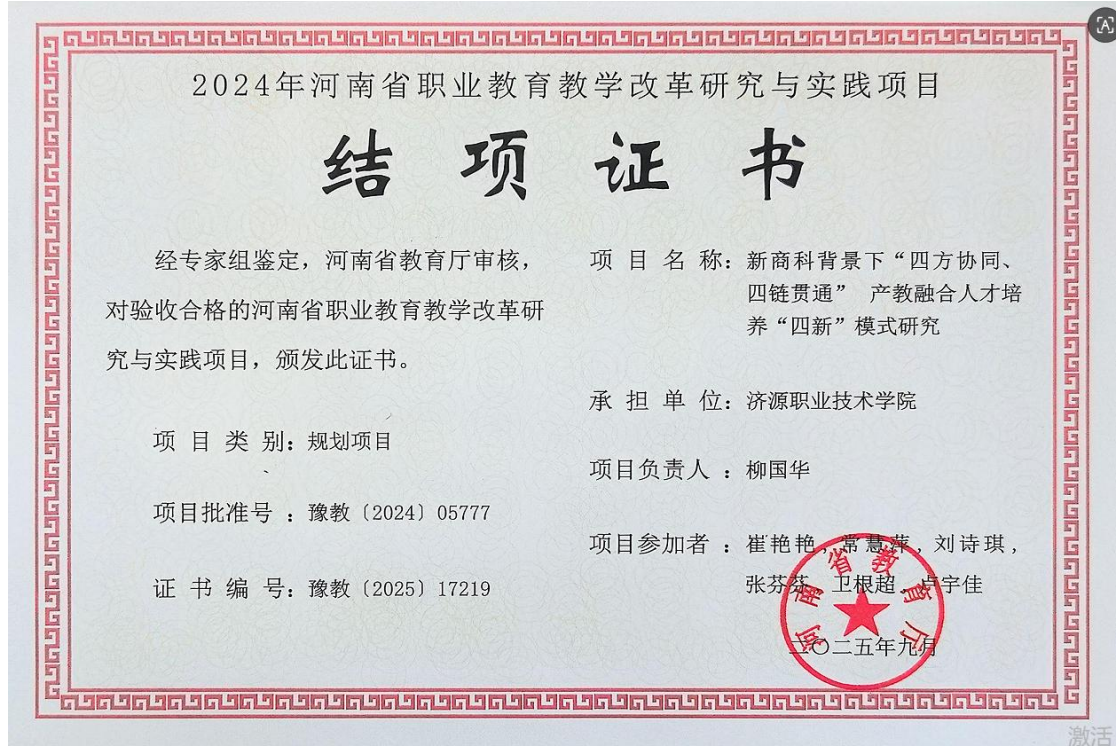 2024年河南省职业教育教学改革研究与实践项目
结项证书
经专家组鉴定，河南省教育厅审核，
对验收合格的河南省职业教育教学改革研
究与实践项目，颁发此证书。
项目类别：规划项目
项目批准号：豫教〔2024〕05777
证书编号：豫教〔2025〕17219
项目名称：新商科背景下“四方协同、
四链贯通” 产教融合人才培
养“四新”模式研究
承担单位：济源职业技术学院
项目负责人：柳国华
项目参加者：崔艳艳，常慧萍，刘诗琪，
张芬芬，卫根超，卢宇佳
二〇二五年九月
河南省教育厅
激活